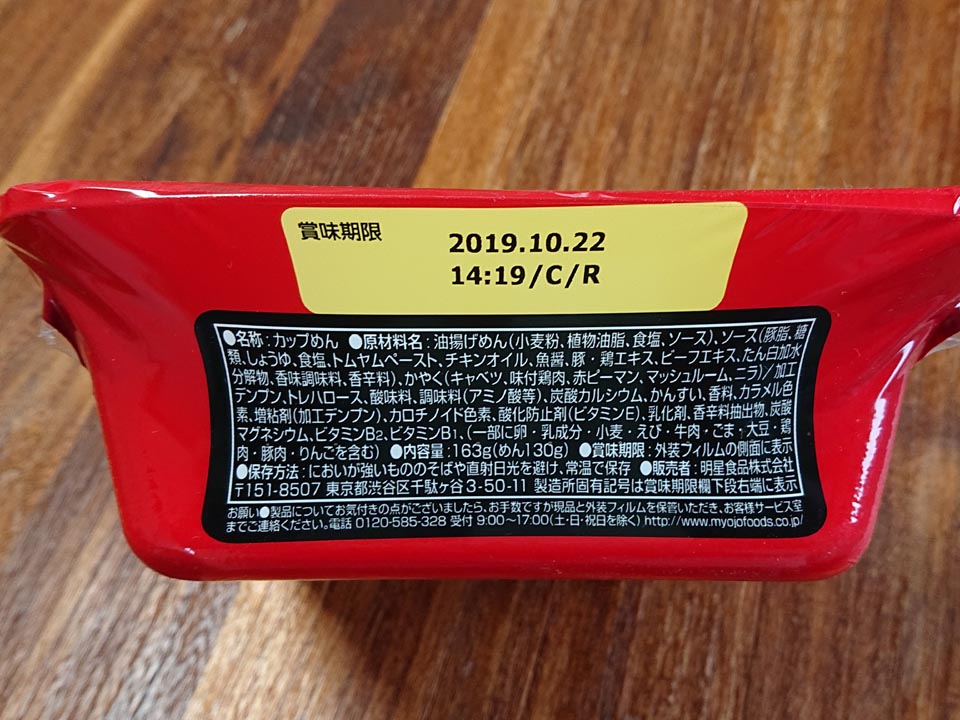 賞味期限
2019.10.22
14:19/C/R
●名称:カップめん ●原材料名:油揚げめん(小麦粉、植物油脂、食塩、ソース)、ソース(豚脂、糖
類、しょうゆ、食塩、トムヤムペースト、チキンオイル、魚醤、豚・鶏エキス、ビーフエキス、たん白加水
分解物、香味調味料、香辛料)、かやく(キャベツ、味付鶏肉、赤ピーマン、マッシュルーム、ニラ)/加工
デンプン、トレハロース、酸味料、調味料(アミノ酸等)、炭酸カルシウム、かんすい、香料、カラメル色
素、増粘剤(加工デンプン)、カロチノイド色素、酸化防止剤(ビタミンE)、乳化剤、香辛料抽出物、炭酸
マグネシウム、ビタミンB₂、ビタミンB₁、(一部に卵・乳成分・小麦・えび・牛肉・ごま・大豆・鶏
肉・豚肉・りんごを含む) ●内容量:163g(めん130g) ●賞味期限:外装フィルムの側面に表示
●保存方法:においが強いもののそばや直射日光を避け、常温で保存 ●販売者:明星食品株式会社
〒151-8507 東京都渋谷区千駄ヶ谷3-50-11 製造所固有記号は賞味期限欄下段右端に表示
お願い●製品についてお気付きの点がございましたら、お手数ですが現品と外装フィルムを保管いただき、お客様サービス室
までご連絡ください。電話 0120-585-328 受付 9:00~17:00(土・日・祝日を除く) http://www.myojofoods.co.jp/